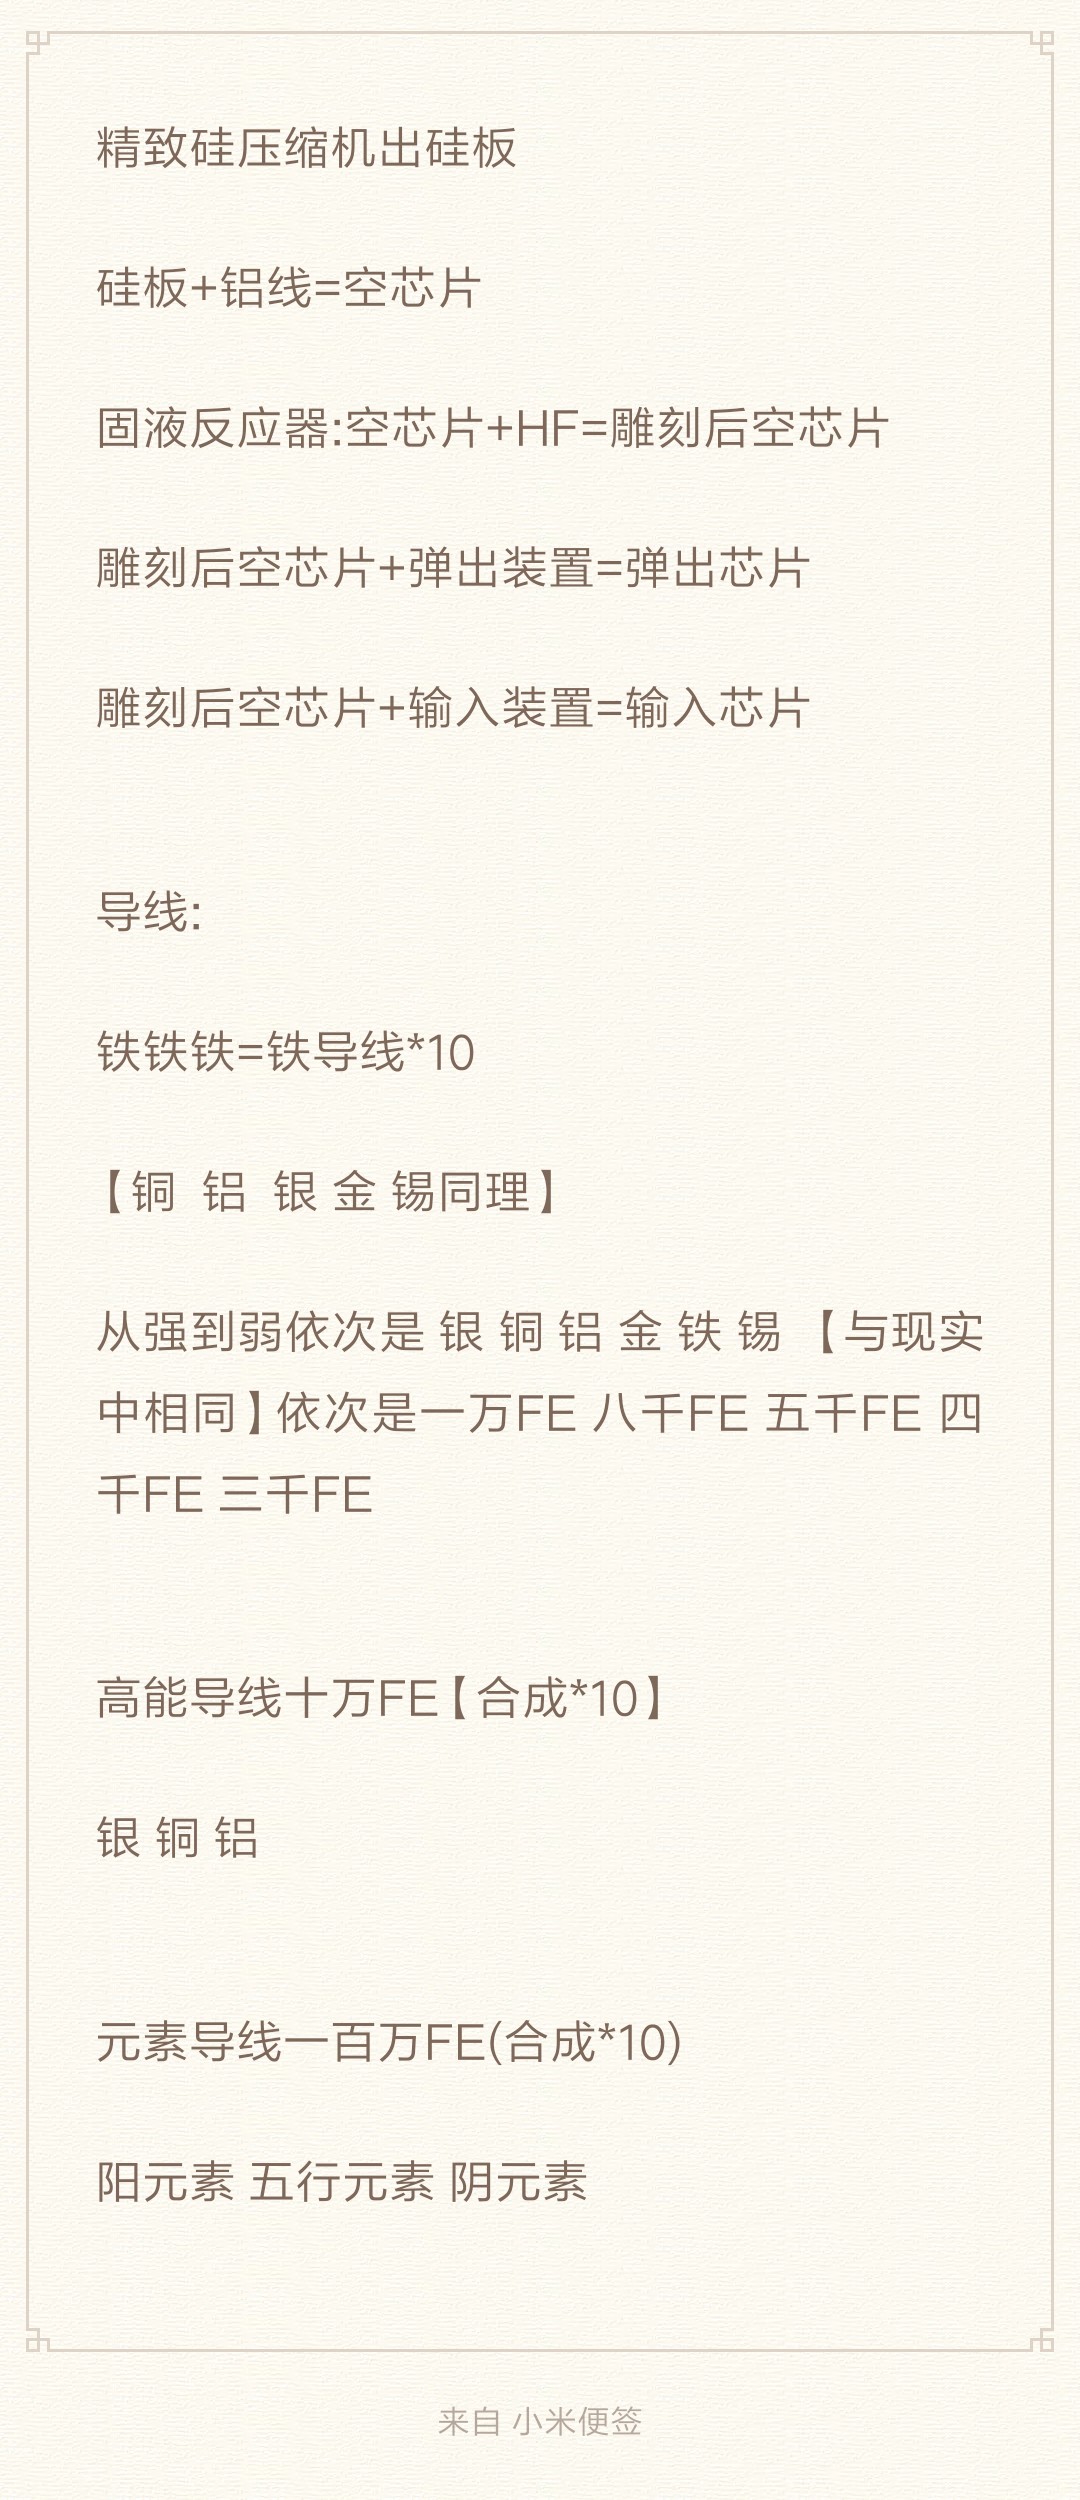 精致硅压缩机出硅板
硅板+铝线=空芯片
固液反应器:空芯片+HF=雕刻后空芯片
雕刻后空芯片+弹出装置=弹出芯片
雕刻后空芯片+输入装置=输入芯片
导线:
铁铁铁=铁导线*10
【铜 铝 银 金 锡同理】
从强到弱依次是 银 铜 铝 金 铁 锡 【与现实
中相同】依次是一万FE 八千FE 五千FE 四
千FE 三千FE
高能导线十万FE【合成*10】
银 铜 铝
元素导线一百万FE(合成*10)
阳元素 五行元素 阴元素
来自 小米便签